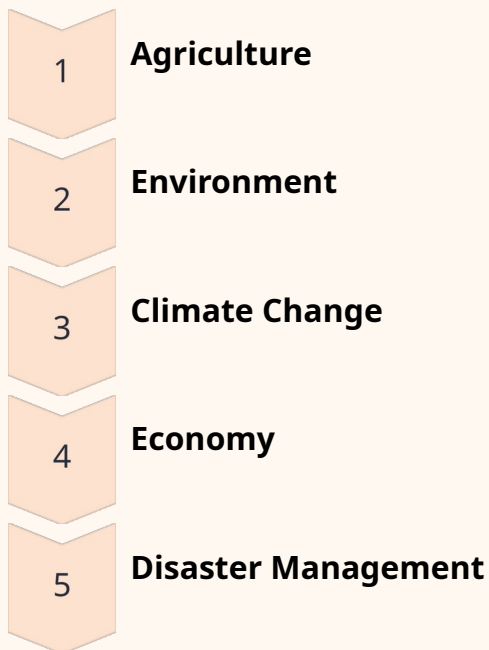 1
Agriculture
2
Environment
3
Climate Change
4
Economy
5
Disaster Management